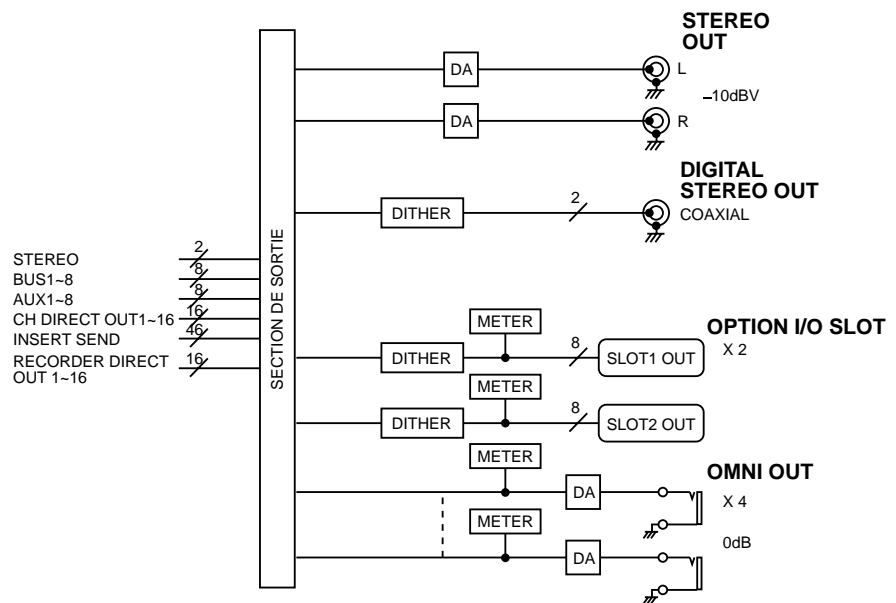 STEREO
OUT
DA
L
–10dBV
DA
R
DIGITAL
STEREO OUT
DITHER
2
COAXIAL
SECTION DE SORTIE
STEREO
2
BUS1~8
8
AUX1~8
8
CH DIRECT OUT1~16
16
INSERT SEND
46
RECORDER DIRECT
OUT 1~16
16
METER
OPTION I/O SLOT
X 2
DITHER
8
SLOT1 OUT
METER
DITHER
8
SLOT2 OUT
METER
OMNI OUT
DA
X 4
METER
0dB
DA